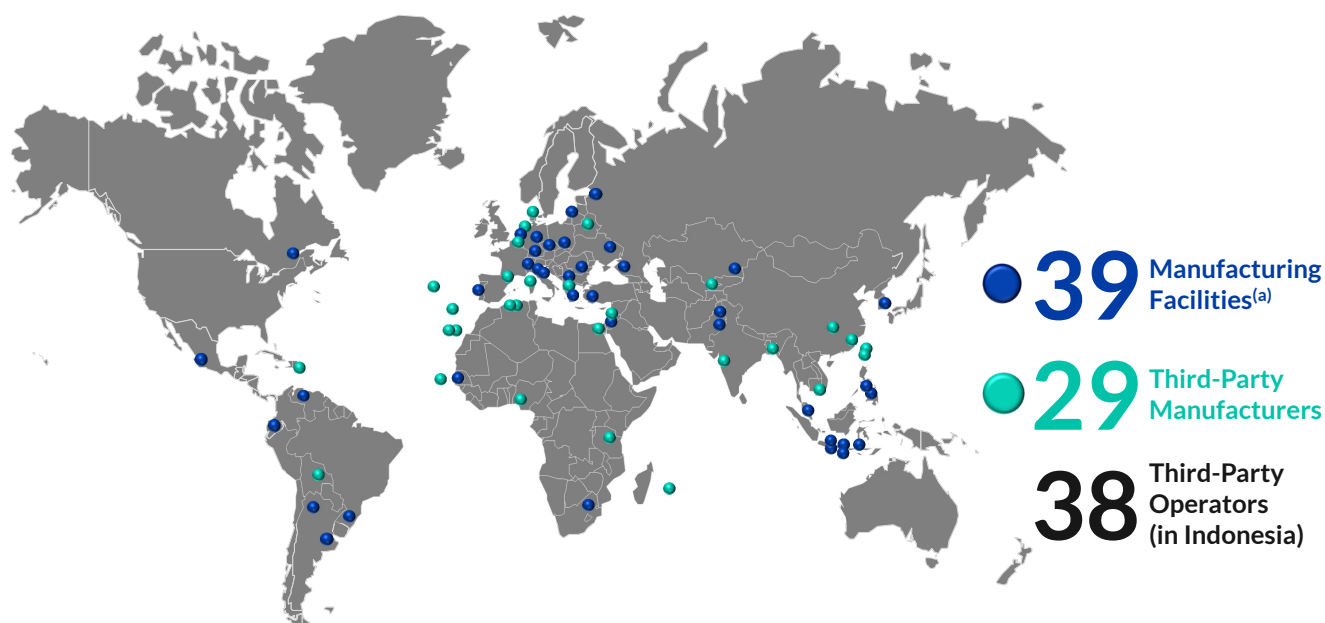 39 Manufacturing
Facilities(a)
29 Third-Party
Manufacturers
38 Third-Party
Operators
(in Indonesia)